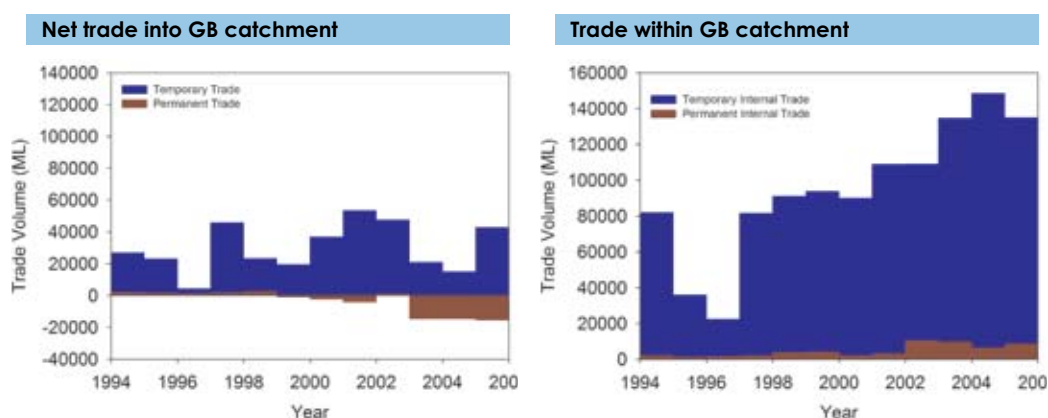 Net trade into GB catchment
140000
120000
100000
80000
60000
40000
20000
0
-20000
-40000
Trade Volume (ML)
Temporary Trade
Permanent Trade
1994 1996 1998 2000 2002 2004 200
Year
Trade within GB catchment
160000
140000
120000
100000
80000
60000
40000
20000
0
Trade Volume (ML)
Temporary Internal Trade
Permanent Internal Trade
1994 1996 1998 2000 2002 2004 200
Year